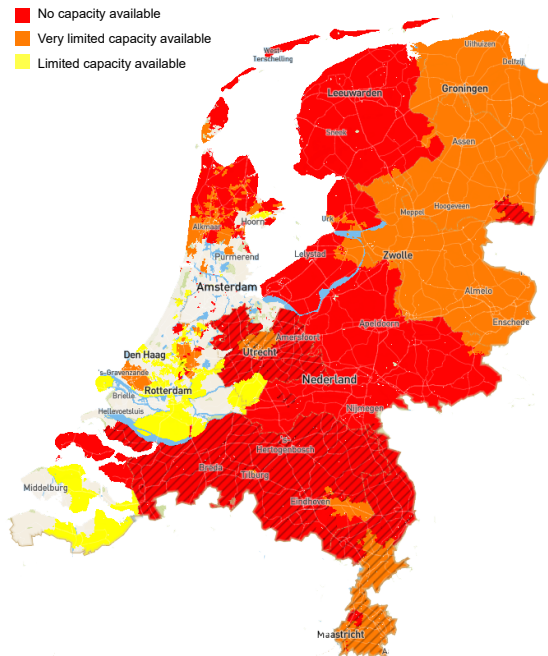 No capacity available
Very limited capacity available
Limited capacity available
West-
Terschelling
Uithuizen
Delfzijl
Leeuwarden
Groningen
Sneek
Assen
Hoogeveen
Meppel
Urk
Hoorn
Alkmaar
Purmerend
Lelystad
Zwolle
Amsterdam
Almelo
Apeldoorn
Enschede
Amersfoort
Utrecht
Den Haag
's-Gravenzande
Nederland
Rotterdam
Brielle
Hellevoetsluis
Nijmegen
's-
Hertogenbosch
Breda
Tilburg
Middelburg
Eindhoven
Maastricht
A.